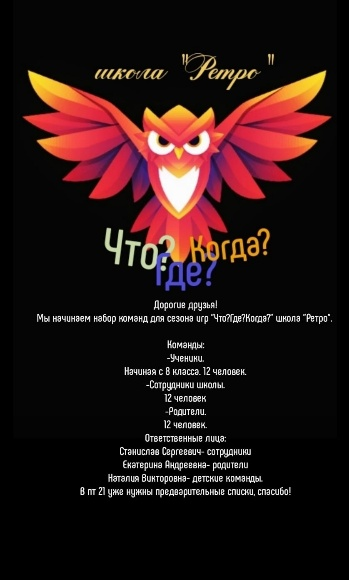 школа "Ретро"
Что? Когда?
Где?
Дорогие друзья!
Мы начинаем набор команд для сезона игр "Что?Где?Когда?" школа "Ретро".
Команды:
-Ученики.
Начиная с 8 класса. 12 человек.
-Сотрудники школы.
12 человек
-Родители.
12 человек.
Ответственные лица:
Станислав Сергеевич- сотрудники
Екатерина Андреевна- родители
Наталия Викторовна- детские команды.
В пт 21 уже нужны предварительные списки, спасибо!